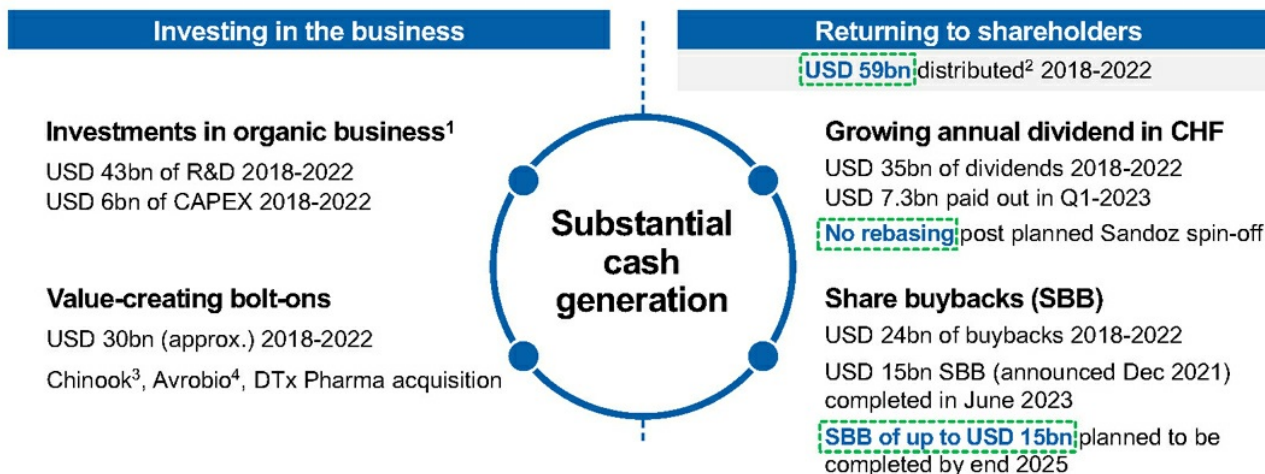 Investing in the business
Investments in organic business¹
USD 43bn of R&D 2018-2022
USD 6bn of CAPEX 2018-2022
Value-creating bolt-ons
USD 30bn (approx.) 2018-2022
Chinook³, Avrobio⁴, DTx Pharma acquisition
Substantial
cash
generation
Returning to shareholders
USD 59bn distributed² 2018-2022
Growing annual dividend in CHF
USD 35bn of dividends 2018-2022
USD 7.3bn paid out in Q1-2023
No rebasing post planned Sandoz spin-off
Share buybacks (SBB)
USD 24bn of buybacks 2018-2022
USD 15bn SBB (announced Dec 2021)
completed in June 2023
SBB of up to USD 15bn planned to be
completed by end 2025